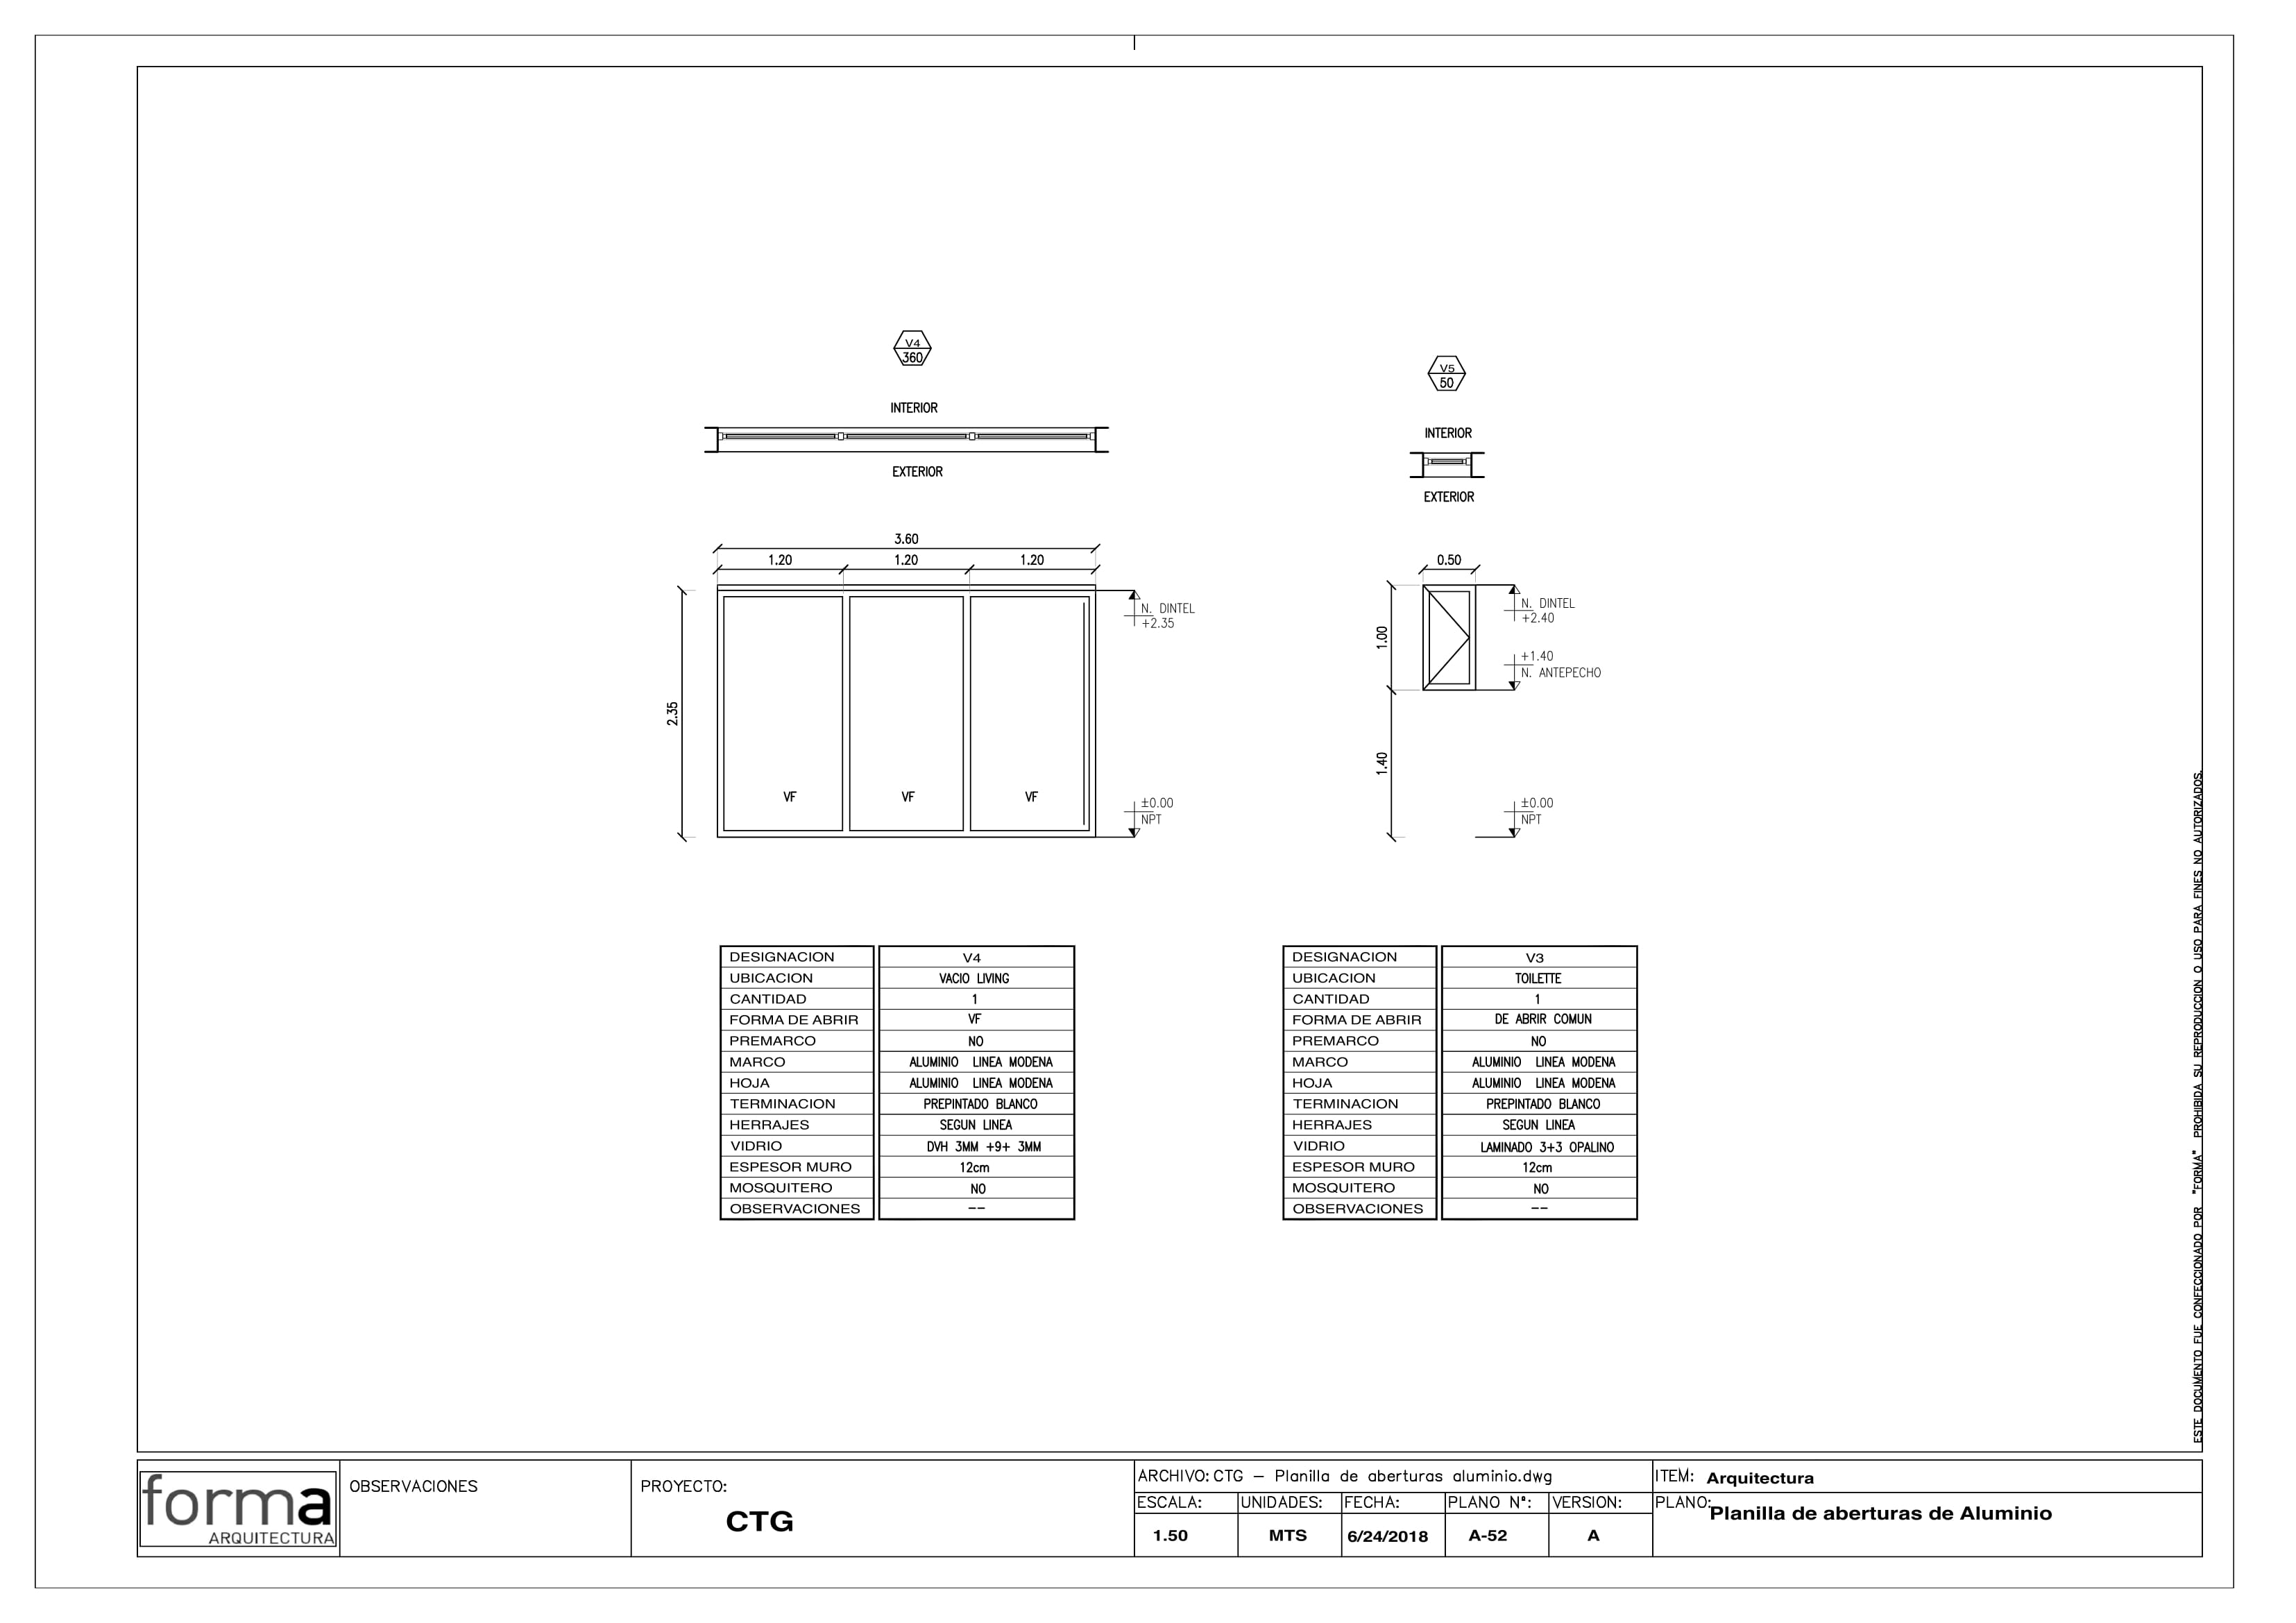 V4
360
INTERIOR
EXTERIOR
3.60
1.20 1.20 1.20
2.35
N. DINTEL
+2.35
VF VF VF
±0.00
NPT
V5
50
INTERIOR
EXTERIOR
0.50
1.00
1.40
N. DINTEL
+2.40
+1.40
N. ANTEPECHO
±0.00
NPT
DESIGNACION V4
UBICACION VACIO LIVING
CANTIDAD 1
FORMA DE ABRIR VF
PREMARCO NO
MARCO ALUMINIO LINEA MODENA
HOJA ALUMINIO LINEA MODENA
TERMINACION PREPINTADO BLANCO
HERRAJES SEGUN LINEA
VIDRIO DVH 3MM +9+ 3MM
ESPESOR MURO 12cm
MOSQUITERO NO
OBSERVACIONES --
DESIGNACION V3
UBICACION TOILETTE
CANTIDAD 1
FORMA DE ABRIR DE ABRIR COMUN
PREMARCO NO
MARCO ALUMINIO LINEA MODENA
HOJA ALUMINIO LINEA MODENA
TERMINACION PREPINTADO BLANCO
HERRAJES SEGUN LINEA
VIDRIO LAMINADO 3+3 OPALINO
ESPESOR MURO 12cm
MOSQUITERO NO
OBSERVACIONES --
ESTE DOCUMENTO FUE CONFECCIONADO POR "FORMA" PROHIBIDA SU REPRODUCCION O USO PARA FINES NO AUTORIZADOS.
forma
ARQUITECTURA
OBSERVACIONES
PROYECTO:
CTG
ARCHIVO: CTG - Planilla de aberturas aluminio.dwg
ESCALA: UNIDADES: FECHA: PLANO N°: VERSION:
1.50 MTS 6/24/2018 A-52 A
ITEM: Arquitectura
PLANO: Planilla de aberturas de Aluminio